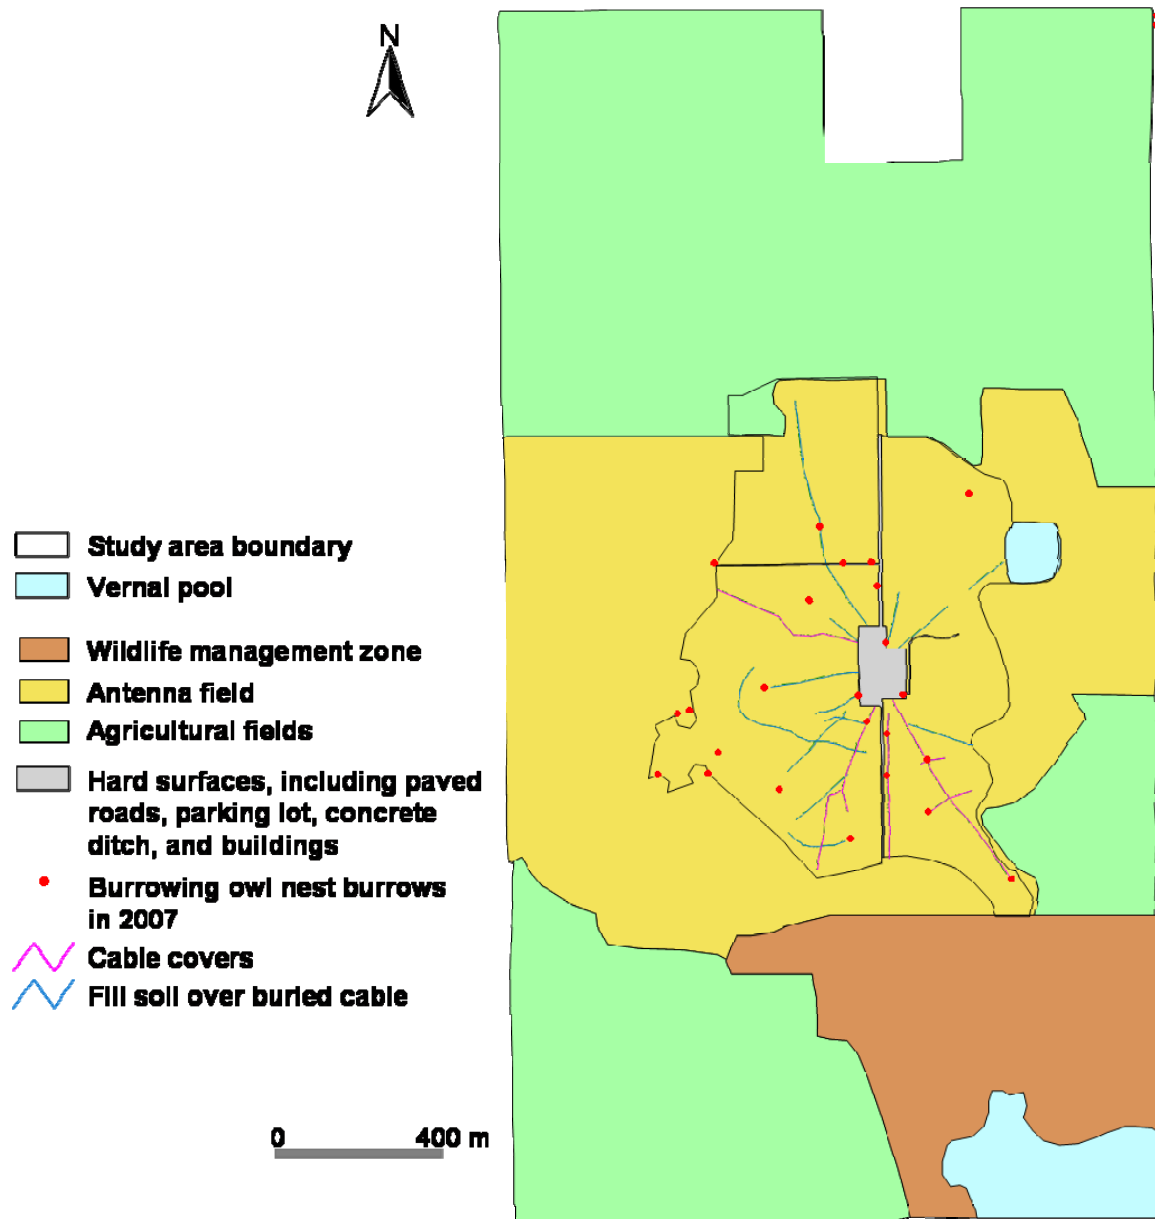 N
Study area boundary
Vernal pool
Wildlife management zone
Antenna field
Agricultural fields
Hard surfaces, including paved
roads, parking lot, concrete
ditch, and buildings
Burrowing owl nest burrows
in 2007
Cable covers
Fill soil over buried cable
0 400 m